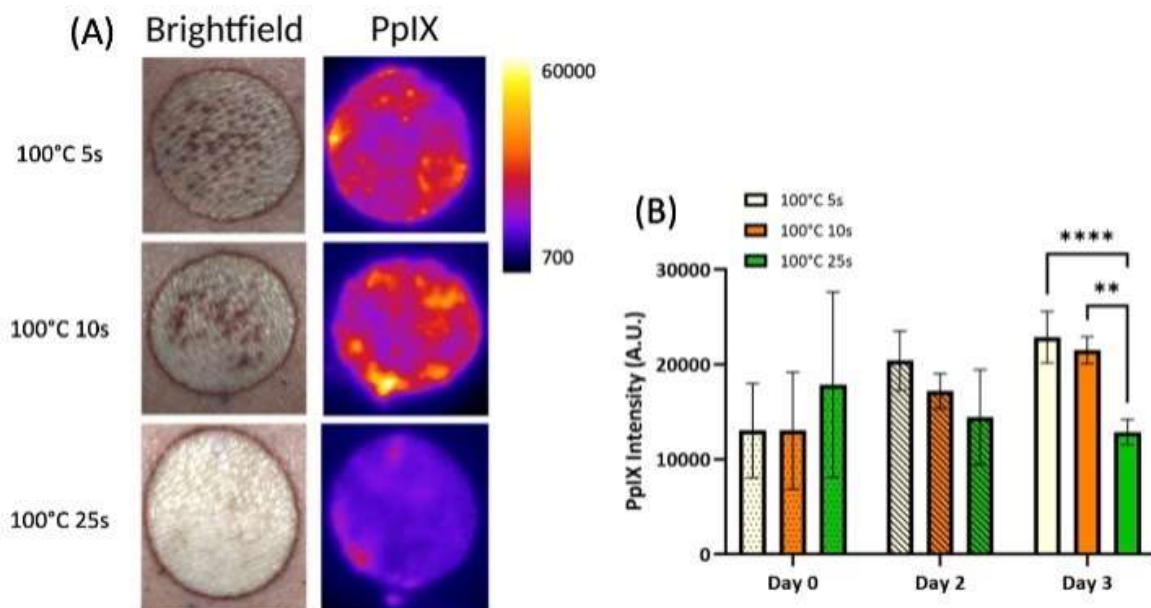 (A) Brightfield PpIX
60000
100°C 5s
700
100°C 10s
100°C 25s
(B)
100°C 5s
100°C 10s
100°C 25s
****
**
30000
20000
10000
0
PpIX Intensity (A.U.)
Day 0 Day 2 Day 3